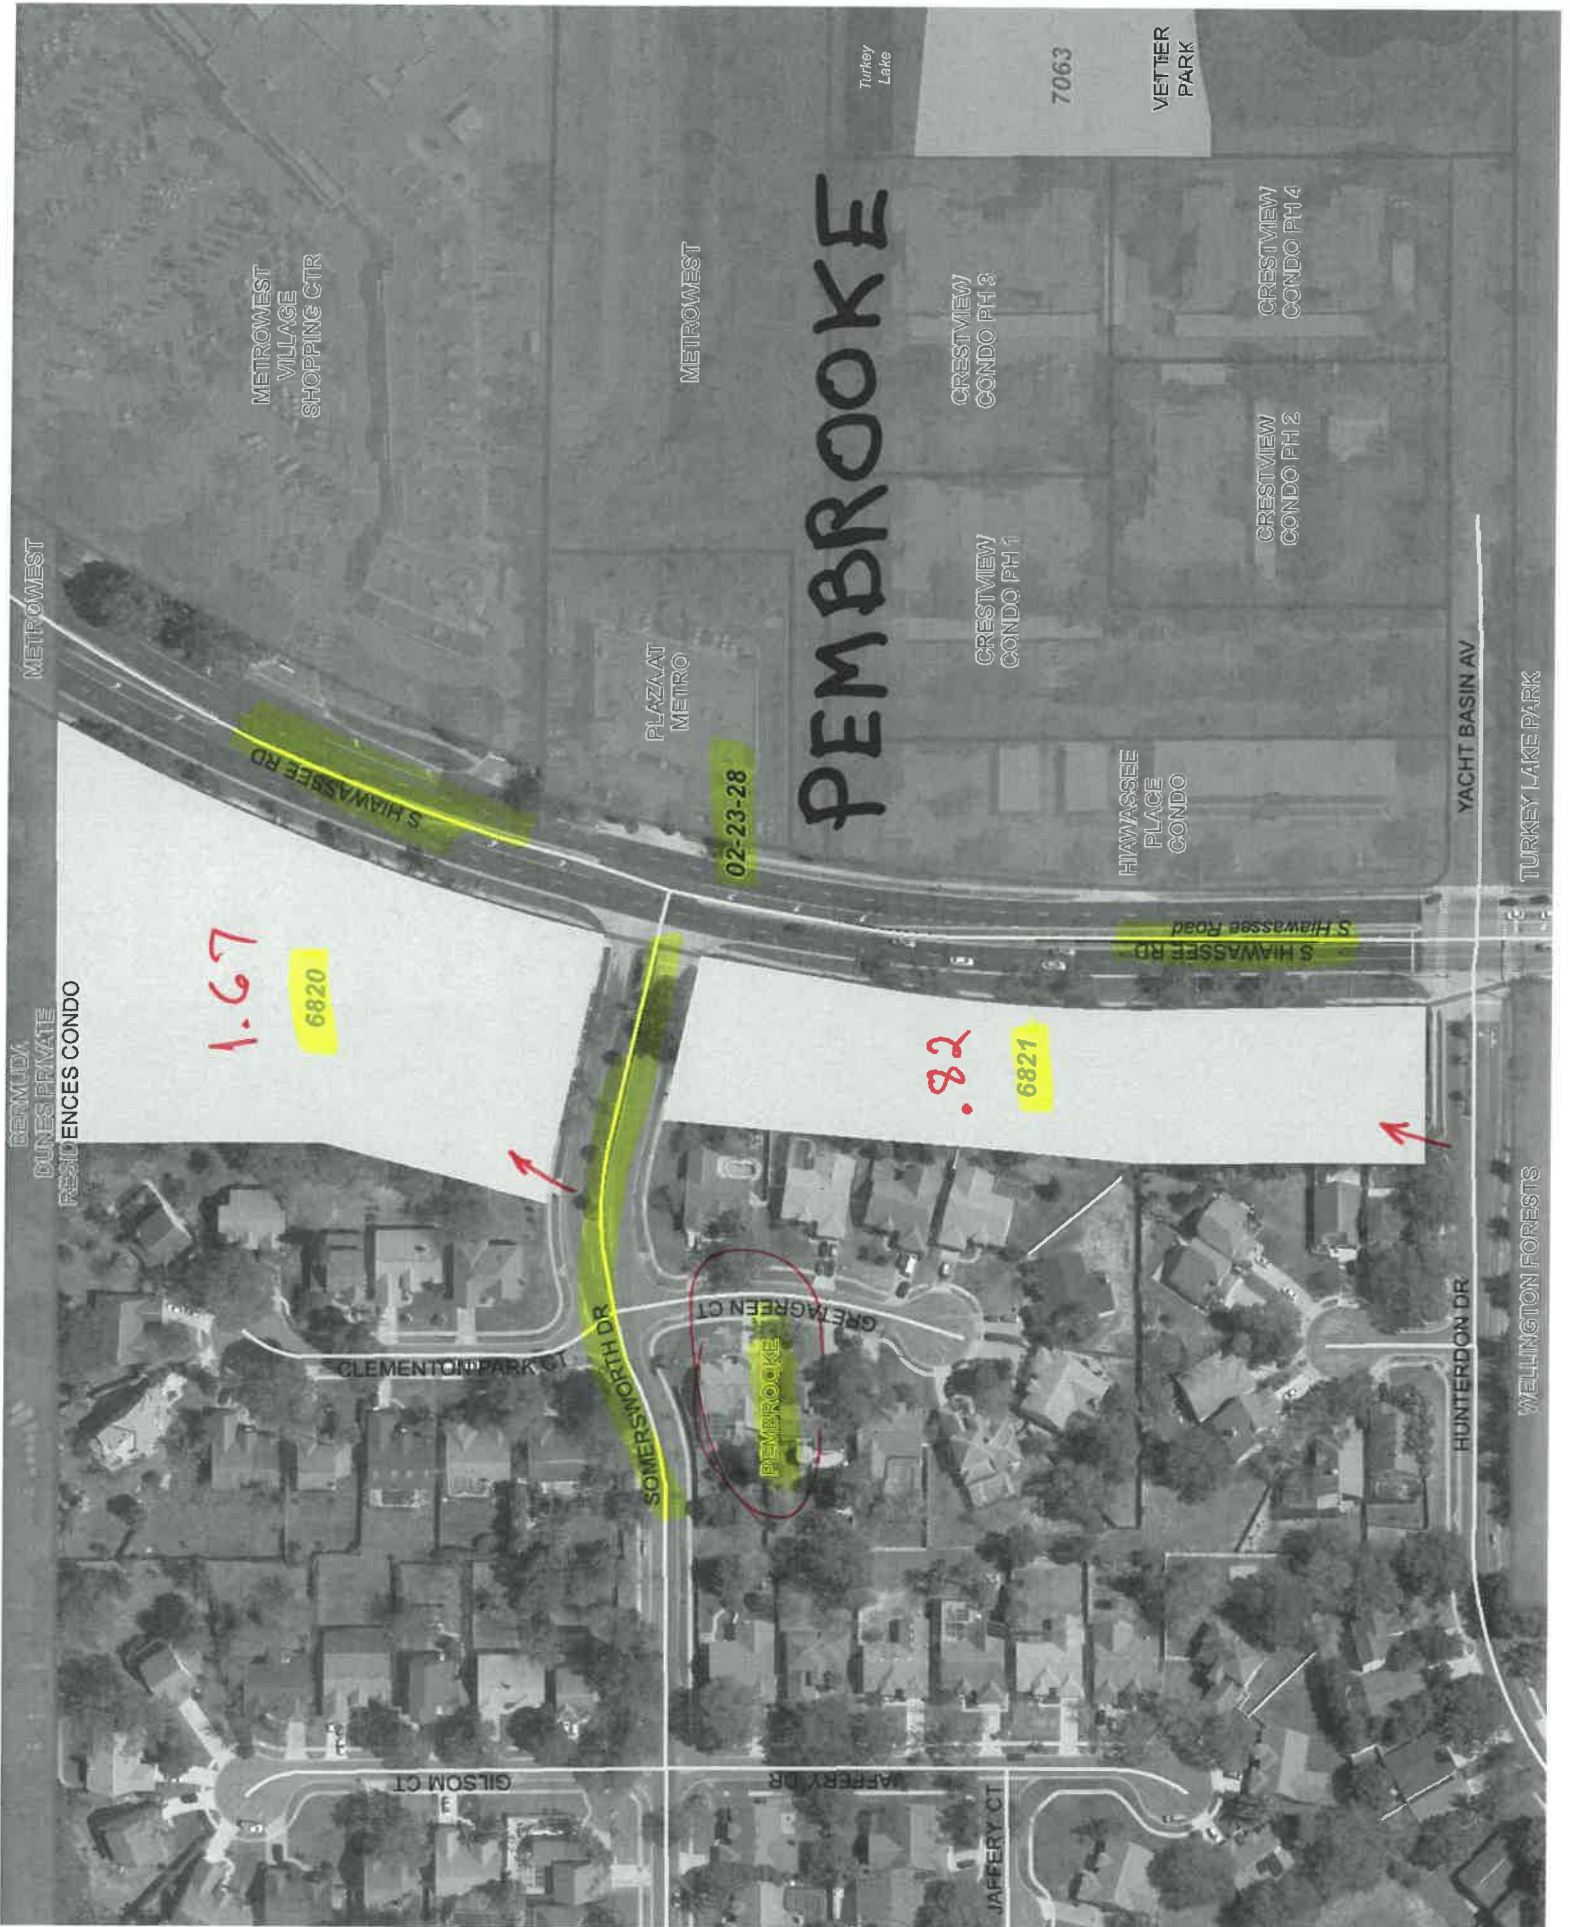 Turkey
Lake
7063
VETTER
PARK
METROWEST
VILLAGE
SHOPPING CTR
METROWEST
PEMBROOKE
CRESTVIEW
CONDO PH 3
CRESTVIEW
CONDO PH 4
CRESTVIEW
CONDO PH 1
CRESTVIEW
CONDO PH 2
METROWEST
S HIAWASSEE RD
PLAZA AT
METRO
02-23-28
HIAWASSEE
PLACE
CONDO
YACHT BASIN AV
TURKEY LAKE PARK
S Hiawassee Road
S HIAWASSEE RD
BERMUDA
DUNES PRIVATE
RESIDENCES CONDO
1.67
6820
.82
6821
WELLINGTON FORESTS
HUNTERDON DR
GRETAGREEN CT
PEMBROOKE
CLEMENTON PARK CT
SOMERSWORTH DR
GILSOM CT
JAFFERY DR
JAFFERY CT